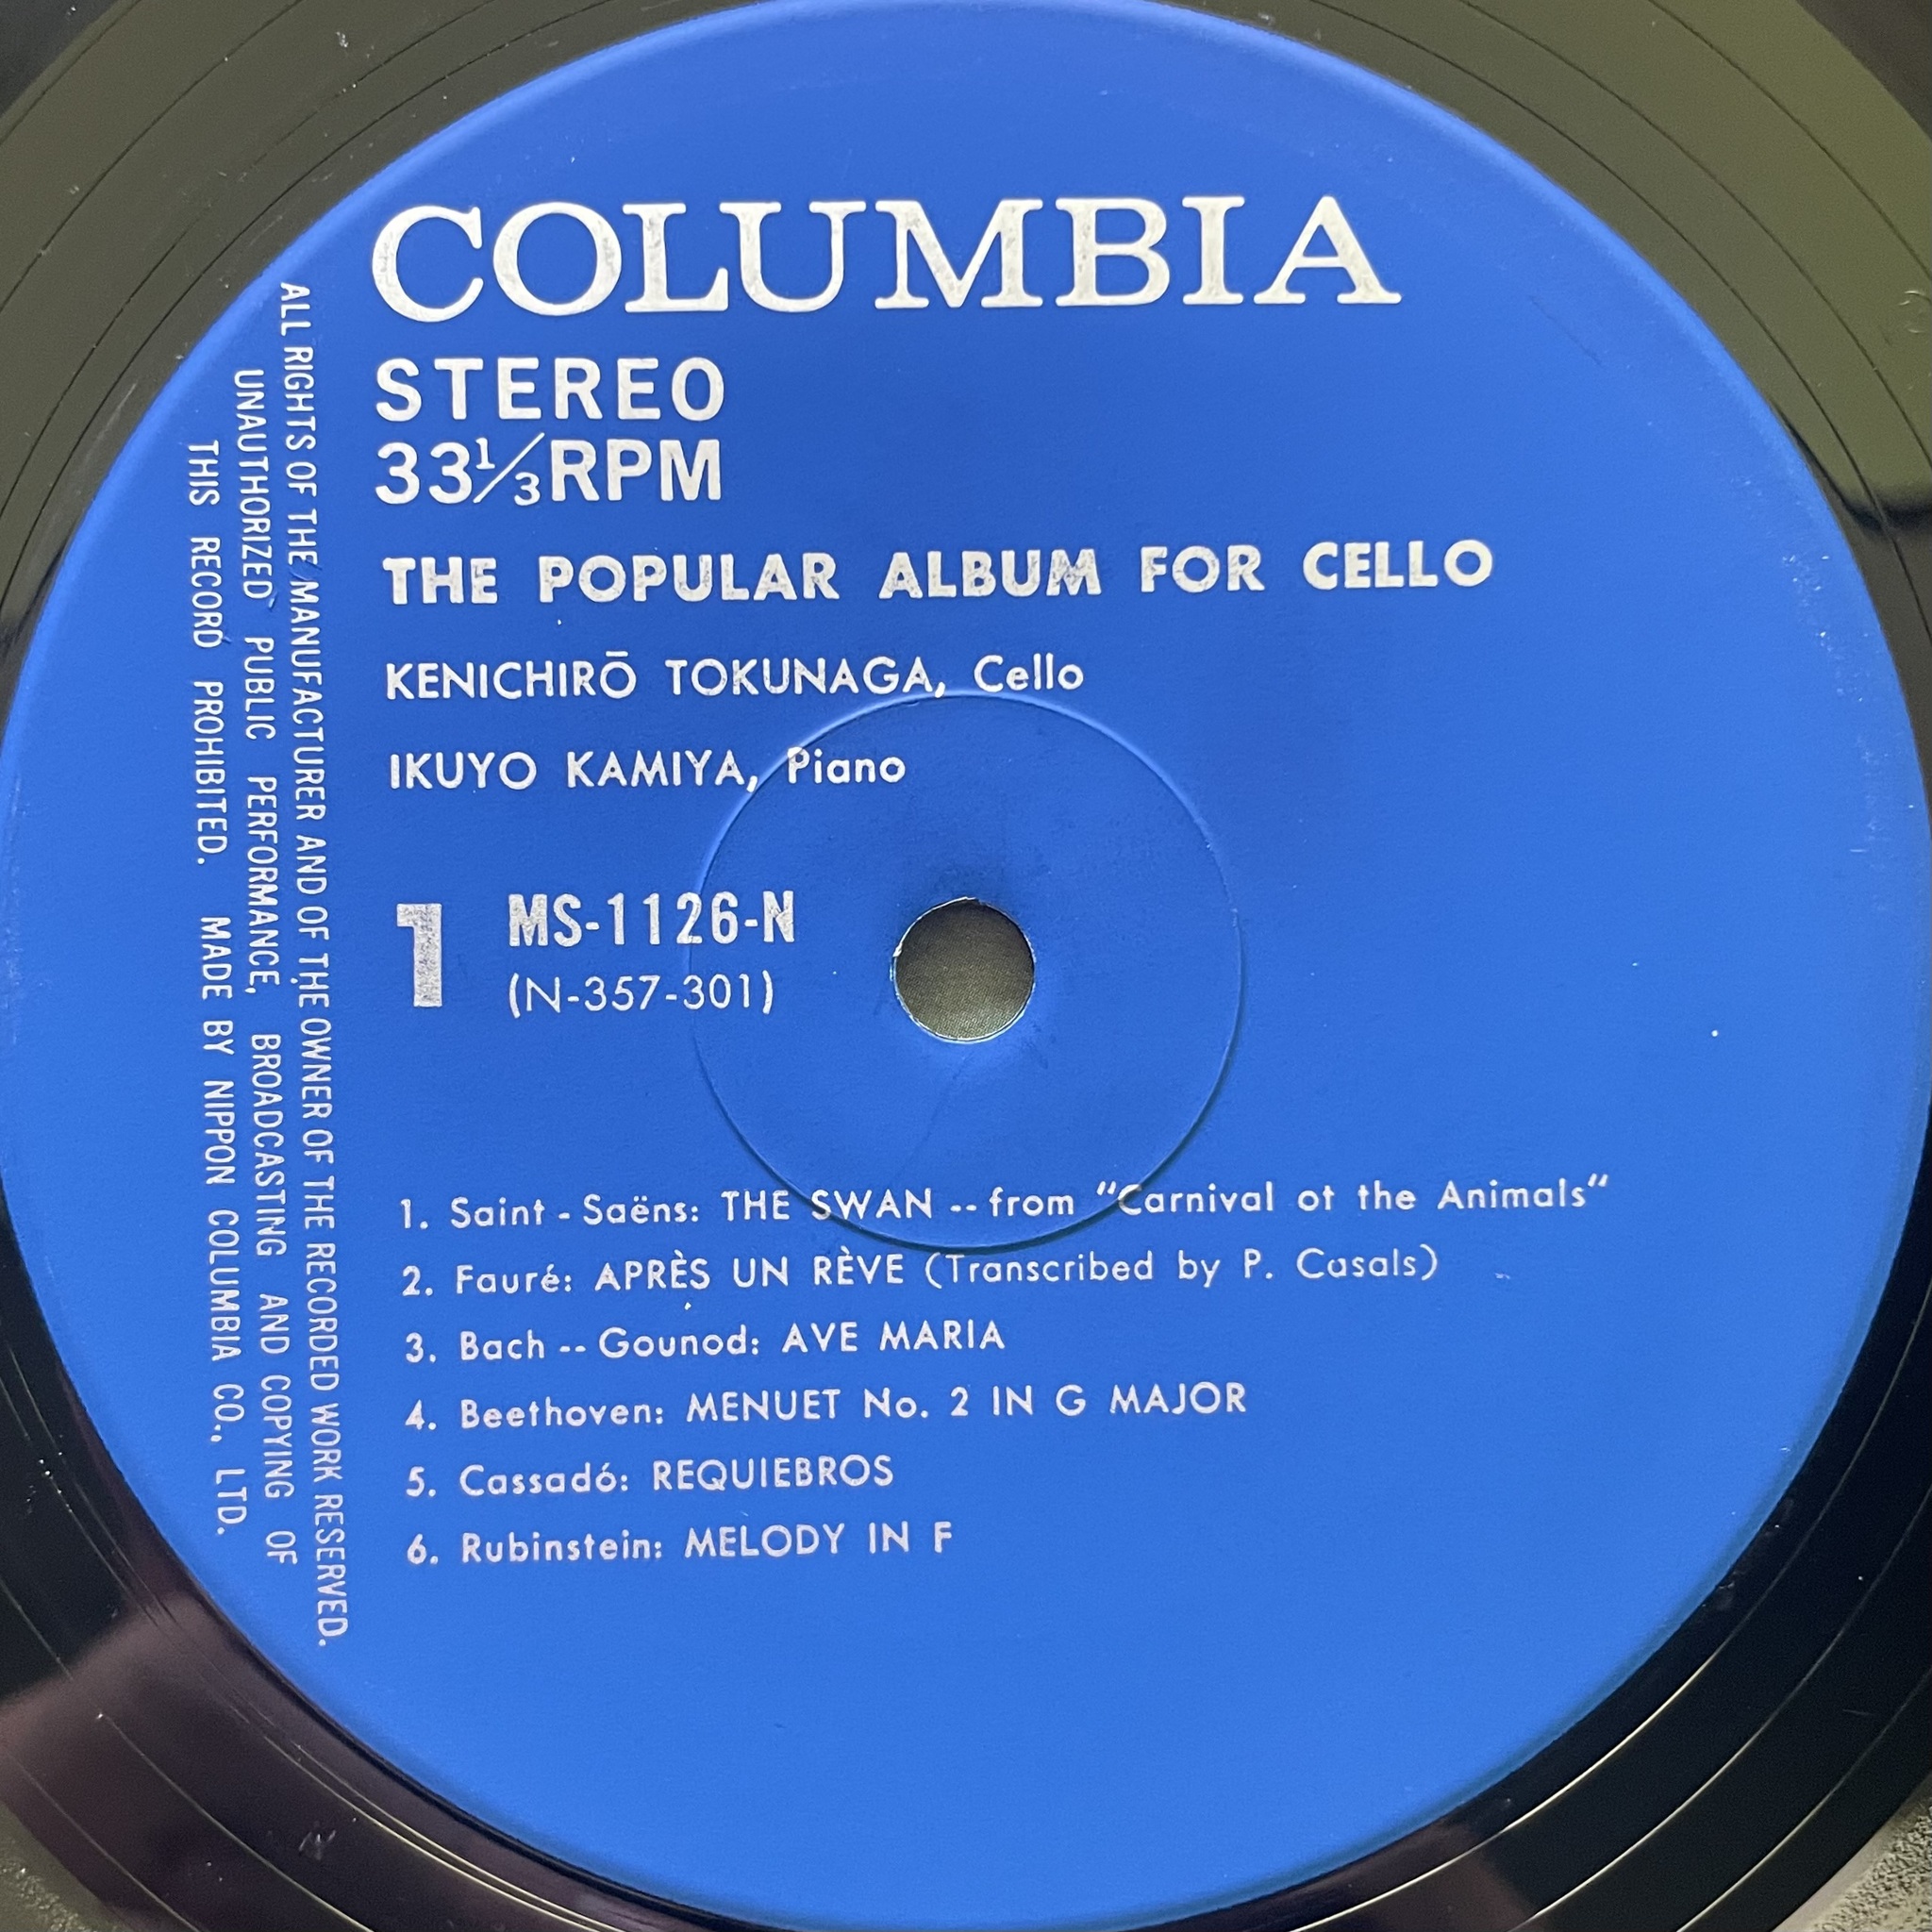 COLUMBIA
STEREO
33⅓RPM
THE POPULAR ALBUM FOR CELLO
KENICHIRŌ TOKUNAGA, Cello
IKUYO KAMIYA, Piano
1 MS-1126-N
(N-357-301)
1. Saint-Saëns: THE SWAN -- from “Carnival ot the Animals“
2. Fauré: APRÈS UN RÈVE (Transcribed by P. Casals)
3. Bach -- Gounod: AVE MARIA
4. Beethoven: MENUET No. 2 IN G MAJOR
5. Cassadó: REQUIEBROS
6. Rubinstein: MELODY IN F
ALL RIGHTS OF THE MANUFACTURER AND OF THE OWNER OF THE RECORDED WORK RESERVED.
UNAUTHORIZED PUBLIC PERFORMANCE, BROADCASTING AND COPYING OF
THIS RECORD PROHIBITED. MADE BY NIPPON COLUMBIA CO., LTD.